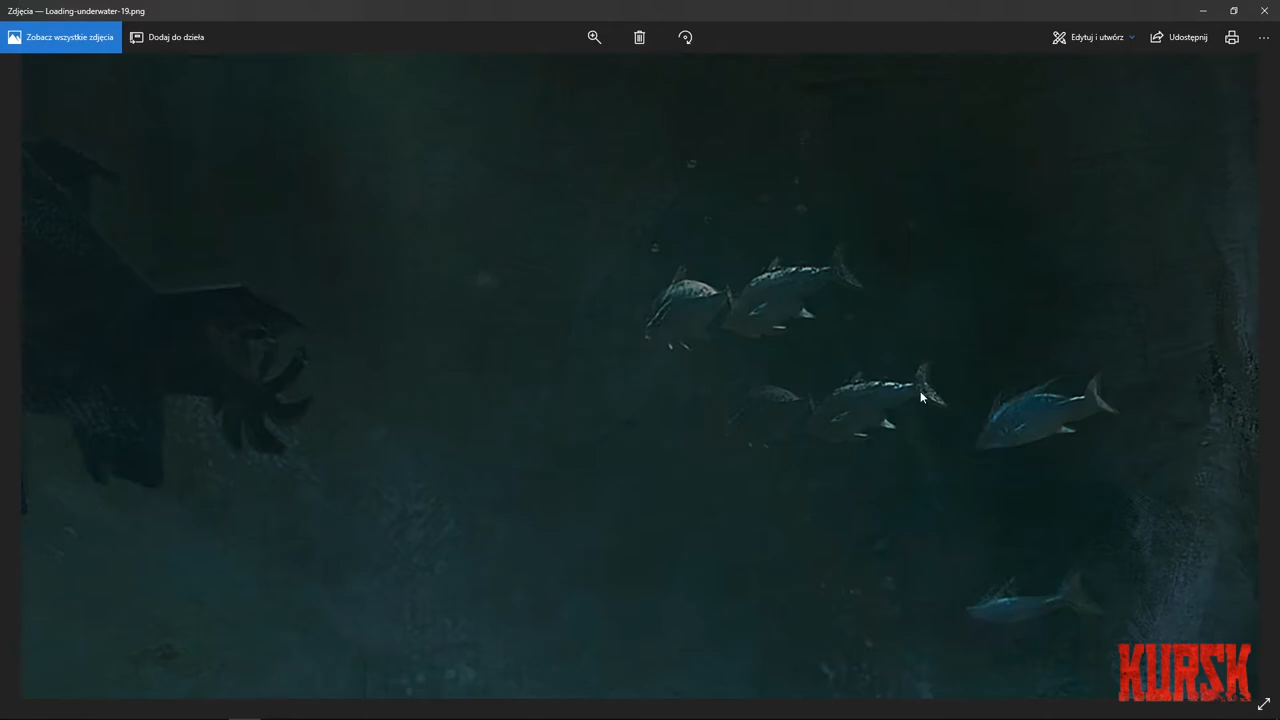 Zdjęcia — Loading-underwater-19.png
Zobacz wszystkie zdjęcia
Dodaj do dzieła
Edytuj i utwórz
Udostępnij
KURSK